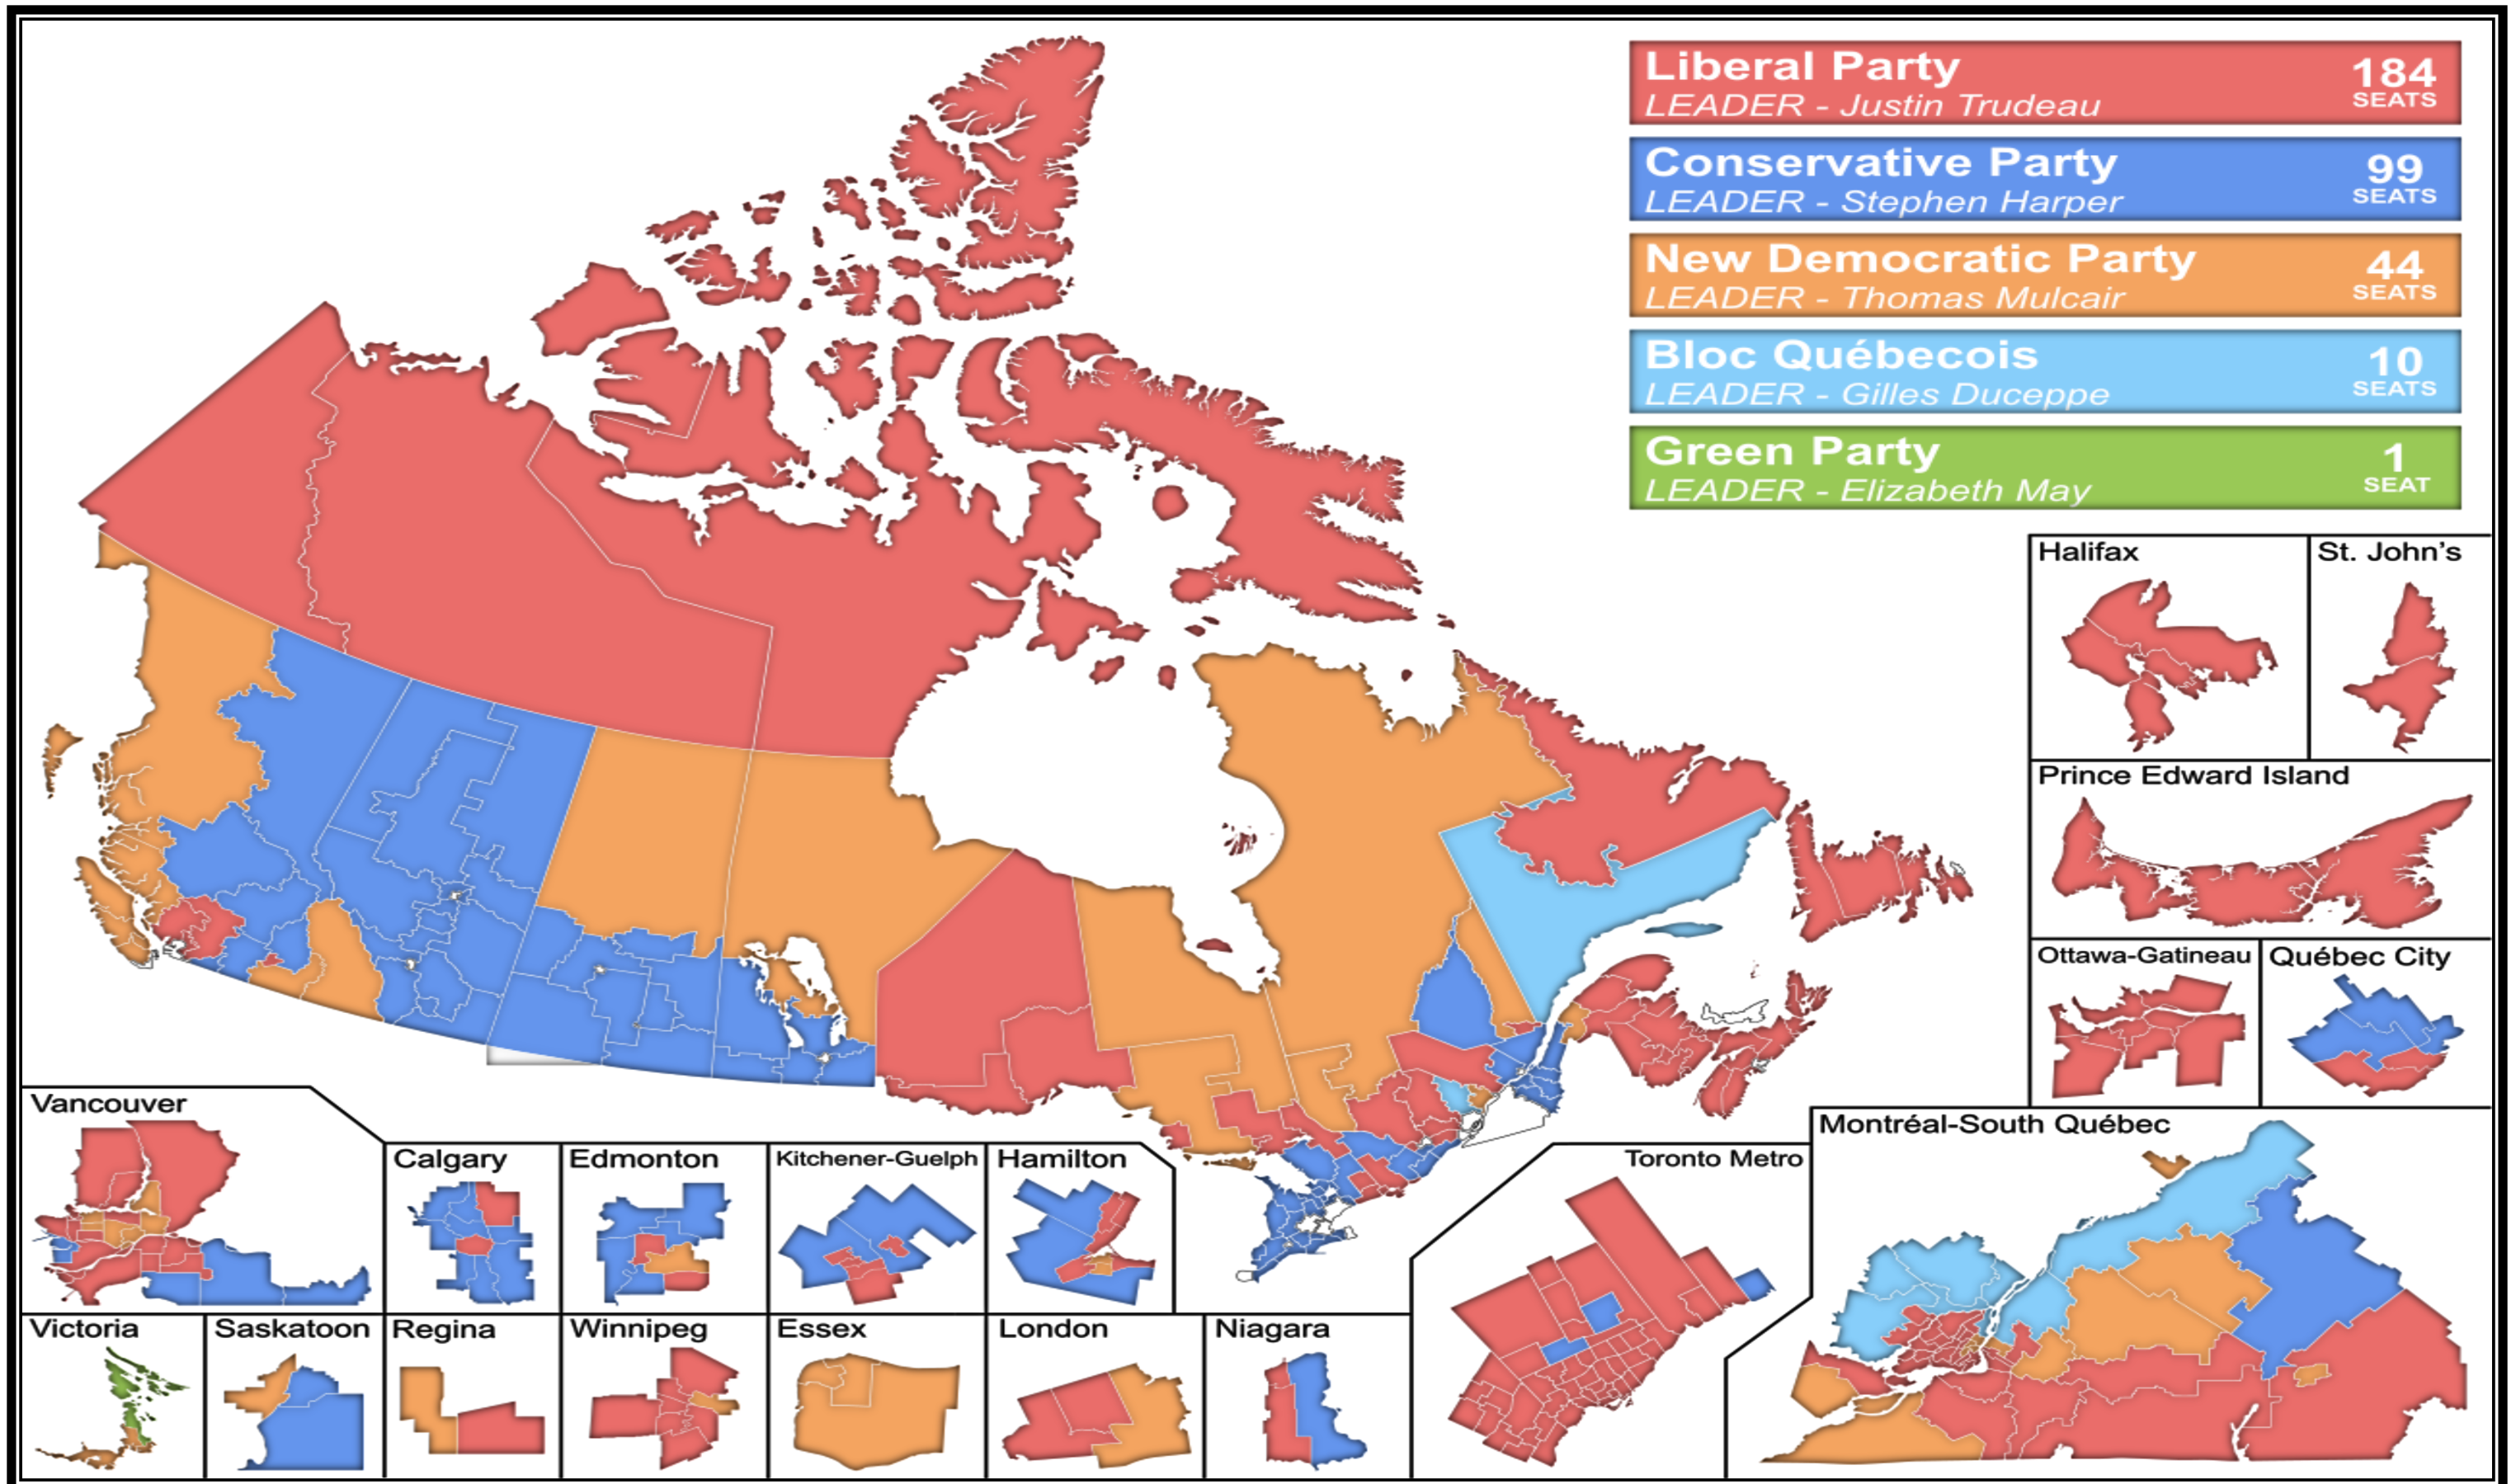 Liberal Party
LEADER - Justin Trudeau
184
SEATS
Conservative Party
LEADER - Stephen Harper
99
SEATS
New Democratic Party
LEADER - Thomas Mulcair
44
SEATS
Bloc Québecois
LEADER - Gilles Duceppe
10
SEATS
Green Party
LEADER - Elizabeth May
1
SEAT
Halifax
St. John's
Prince Edward Island
Ottawa-Gatineau
Québec City
Vancouver
Calgary
Edmonton
Kitchener-Guelph
Hamilton
Toronto Metro
Montréal-South Québec
Victoria
Saskatoon
Regina
Winnipeg
Essex
London
Niagara